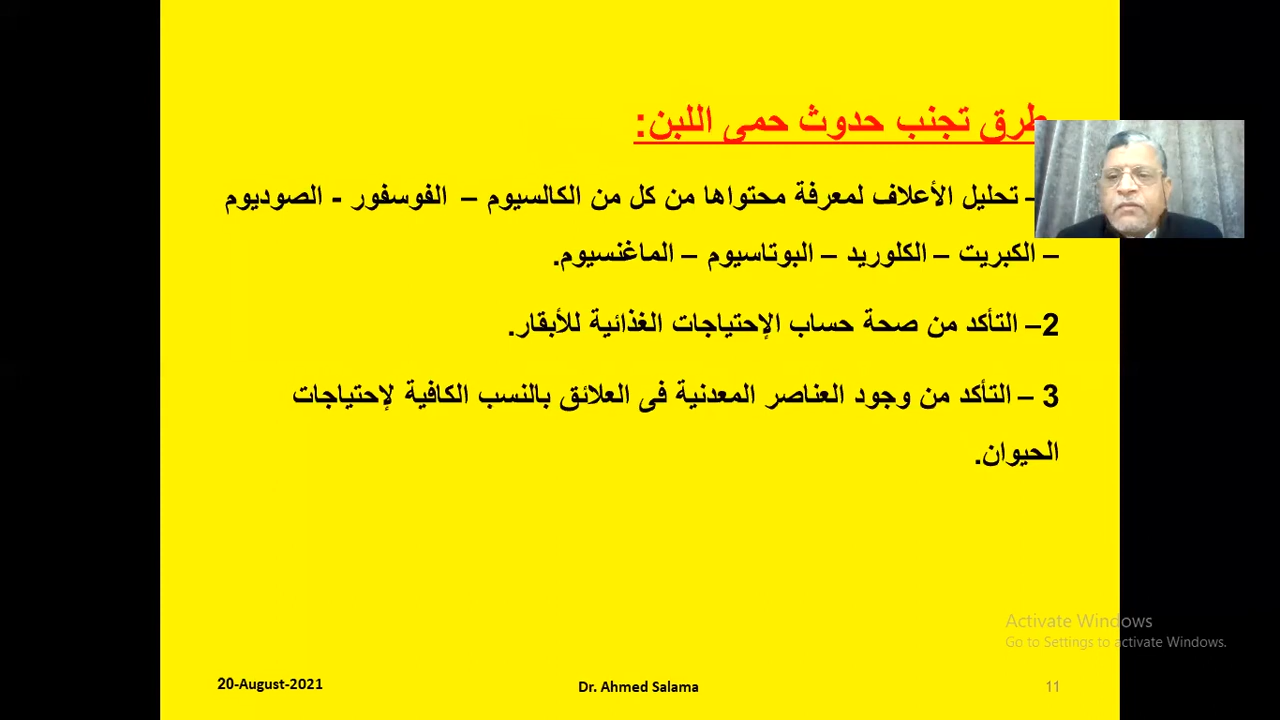 طرق تجنب حدوث حمى اللبن:
– تحليل الأعلاف لمعرفة محتواها من كل من الكالسيوم – الفوسفور - الصوديوم
– الكبريت – الكلوريد – البوتاسيوم – الماغنسيوم.
2– التأكد من صحة حساب الإحتياجات الغذائية للأبقار.
3 – التأكد من وجود العناصر المعدنية فى العلائق بالنسب الكافية لإحتياجات
الحيوان.
Activate Windows
Go to Settings to activate Windows.
20-August-2021
Dr. Ahmed Salama
11